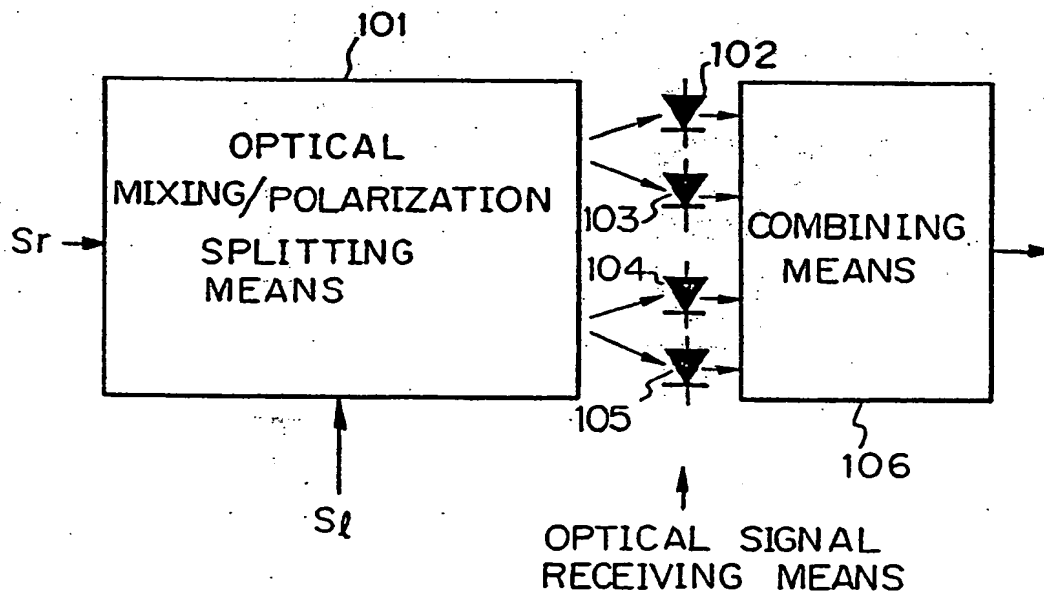 101
102
OPTICAL
MIXING/POLARIZATION
SPLITTING
MEANS
Sr
103
COMBINING
MEANS
104
105
106
Sℓ
OPTICAL SIGNAL
RECEIVING MEANS